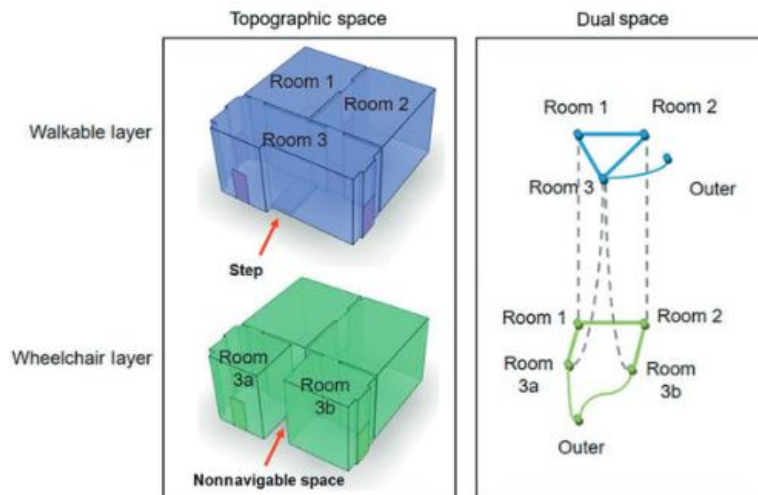 Topographic space
Dual space
Walkable layer
Room 1
Room 2
Room 3
Step
Room 1
Room 2
Room 3
Outer
Wheelchair layer
Room
3a
Room
3b
Nonnavigable space
Room 1
Room 2
Room
3a
Room
3b
Outer